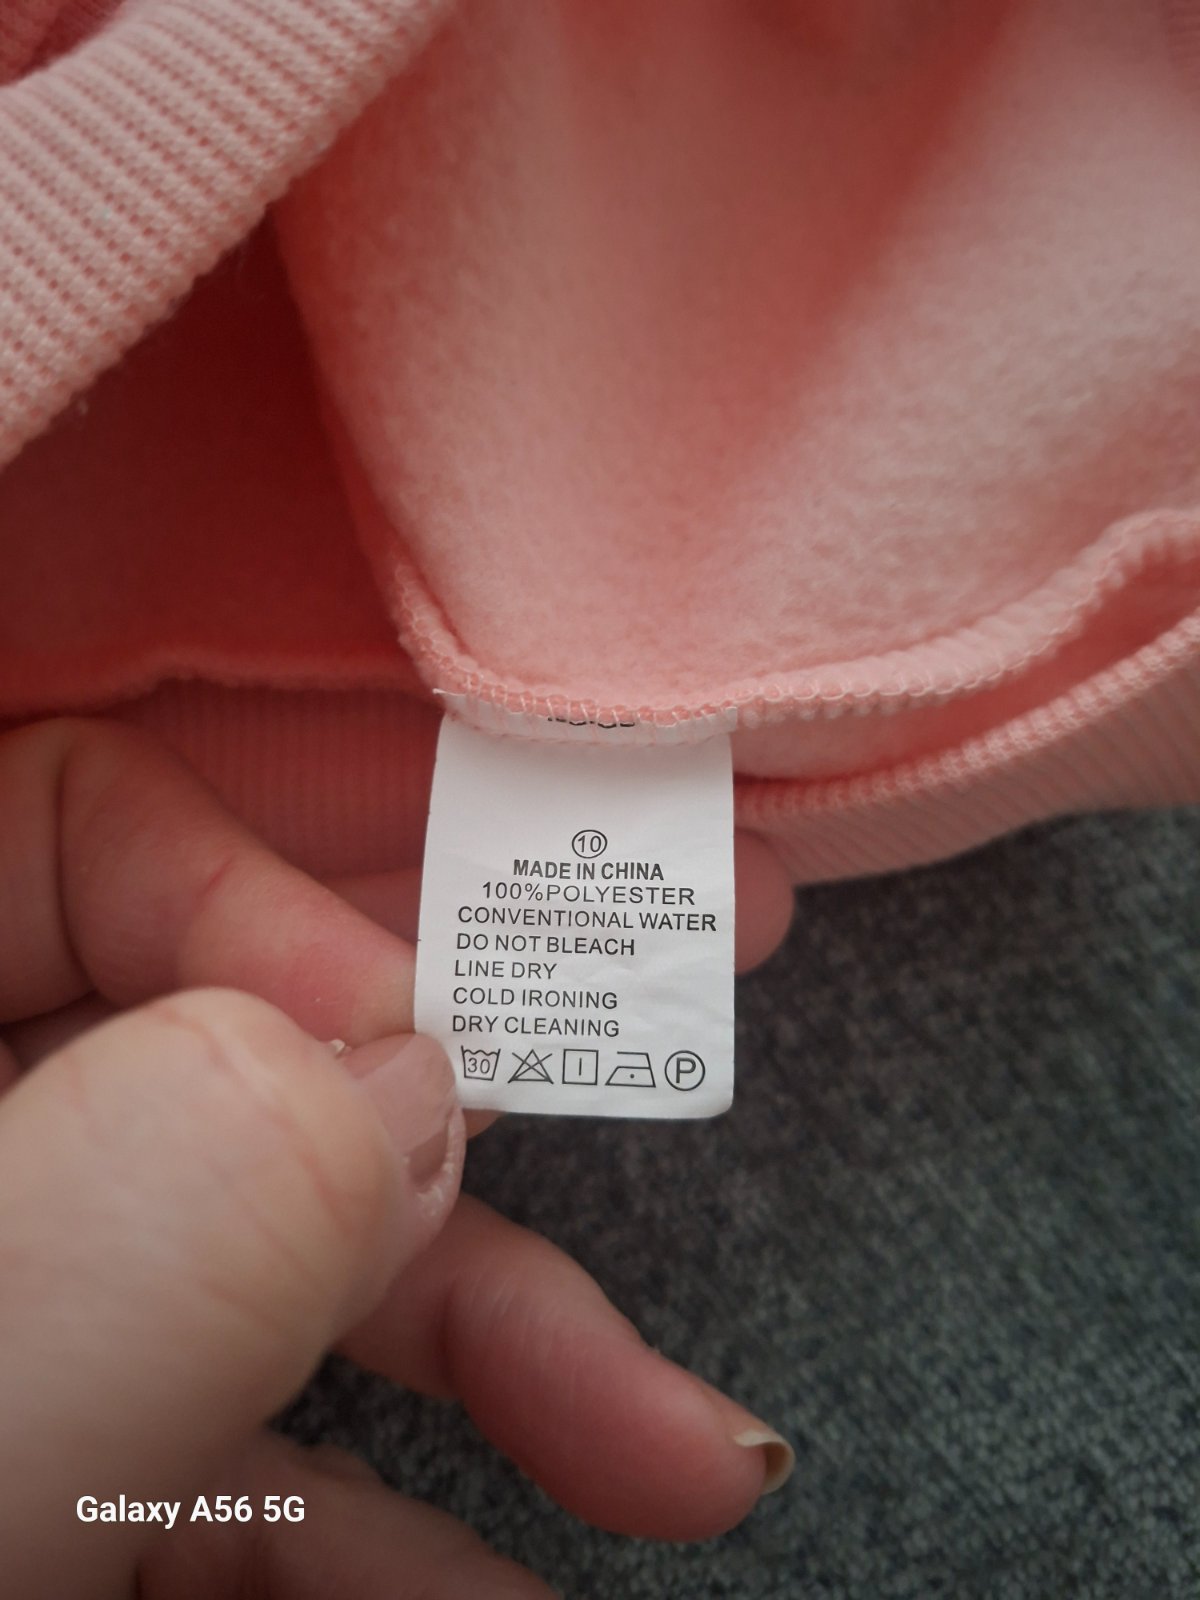 10
MADE IN CHINA
100%POLYESTER
CONVENTIONAL WATER
DO NOT BLEACH
LINE DRY
COLD IRONING
DRY CLEANING
30 P
Galaxy A56 5G